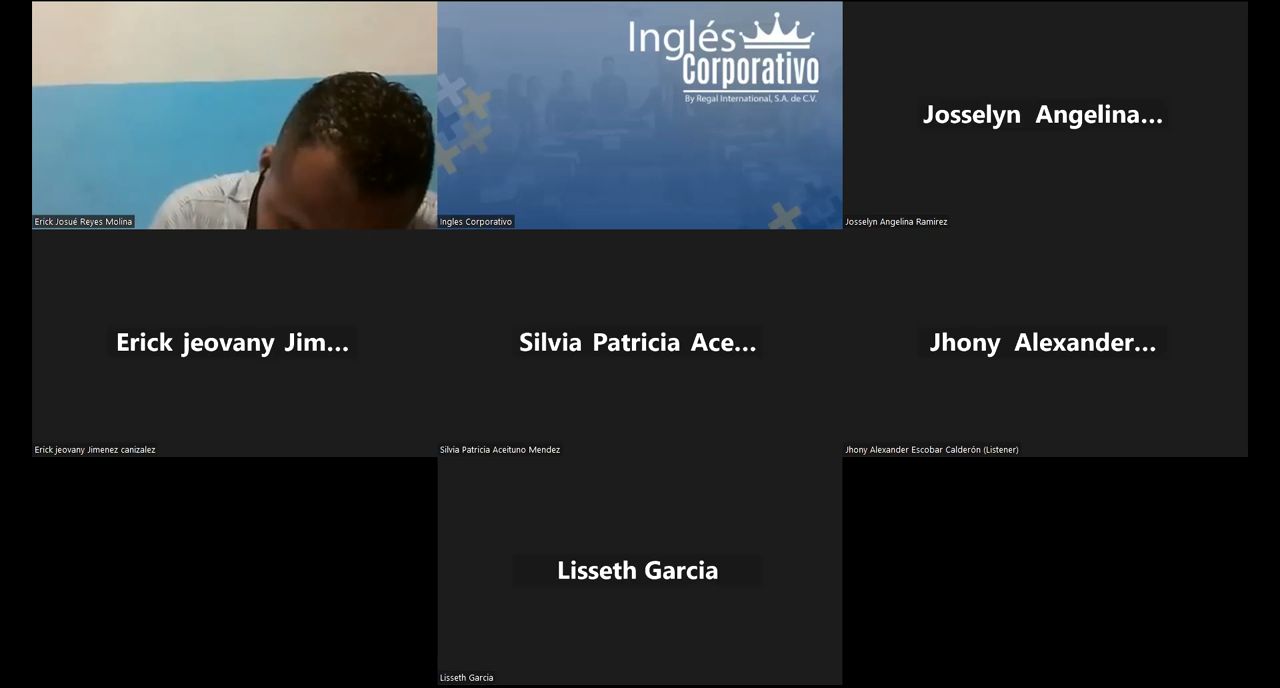 Inglés
Corporativo
By Regal International, S.A. de C.V.
Josselyn Angelina...
Erick Josué Reyes Molina
Ingles Corporativo
Josselyn Angelina Ramirez
Erick jeovany Jim...
Silvia Patricia Ace...
Jhony Alexander...
Erick jeovany Jimenez canizalez
Silvia Patricia Aceituno Mendez
Jhony Alexander Escobar Calderón (Listener)
Lisseth Garcia
Lisseth Garcia